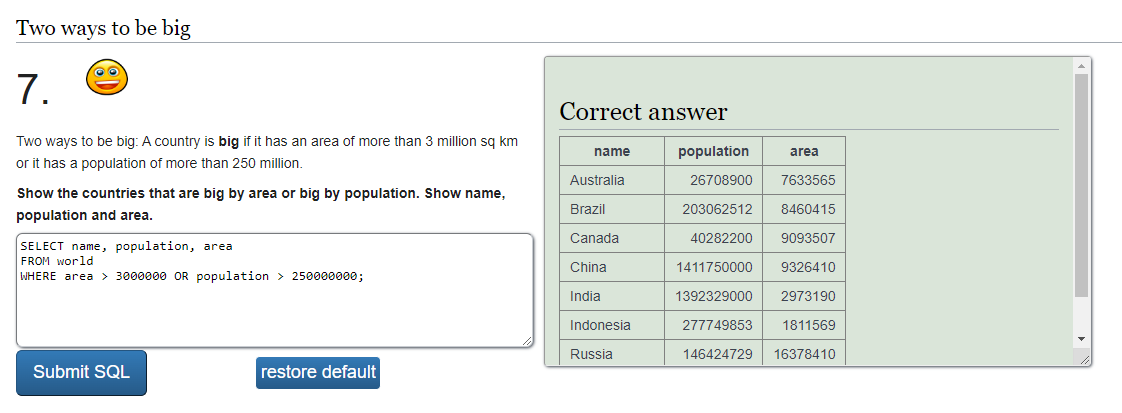 Two ways to be big
7.
Two ways to be big: A country is big if it has an area of more than 3 million sq km
or it has a population of more than 250 million.
Show the countries that are big by area or big by population. Show name,
population and area.
SELECT name, population, area
FROM world
WHERE area > 3000000 OR population > 250000000;
Submit SQL restore default
Correct answer
name population area
Australia 26708900 7633565
Brazil 203062512 8460415
Canada 40282200 9093507
China 1411750000 9326410
India 1392329000 2973190
Indonesia 277749853 1811569
Russia 146424729 16378410